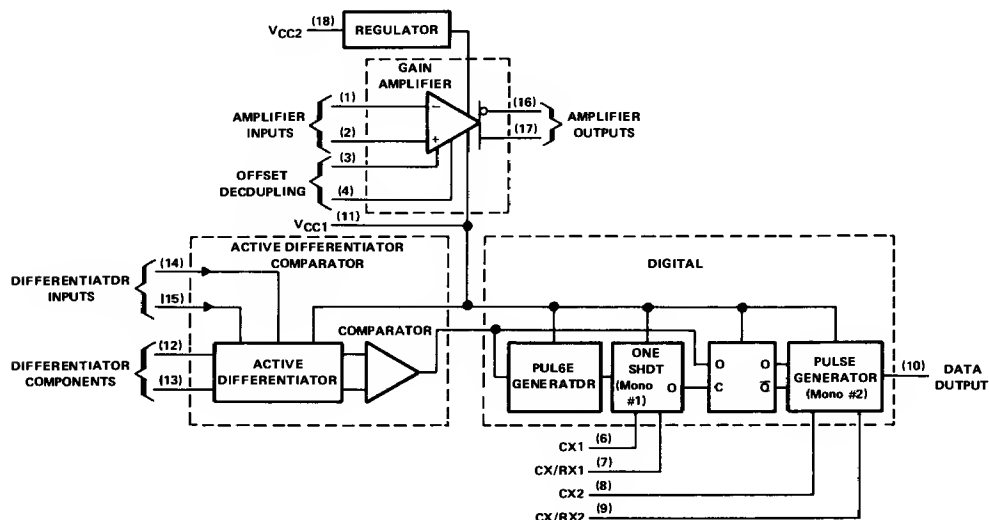 VCC2 (18) REGULATOR
GAIN
AMPLIFIER
AMPLIFIER
INPUTS
(1)
(2)
−
+
(16)
(17)
AMPLIFIER
OUTPUTS
OFFSET
DECDUPLING
(3)
(4)
VCC1 (11)
ACTIVE DIFFERENTIATOR
COMPARATOR
DIGITAL
DIFFERENTIATDR
INPUTS
(14)
|15)
COMPARATOR
DIFFERENTIATOR
COMPONENTS
(12)
(13)
ACTIVE
DIFFERENTIATOR
PUL6E
GENERATDR
ONE
SHDT
(Mono
#1)
O
O
C
O
Q
PULSE
GENERATOR
(Mono #2)
(10)
DATA
OUTPUT
CX1 (6)
CX/RX1 (7)
CX2 (8)
CX/RX2 (9)